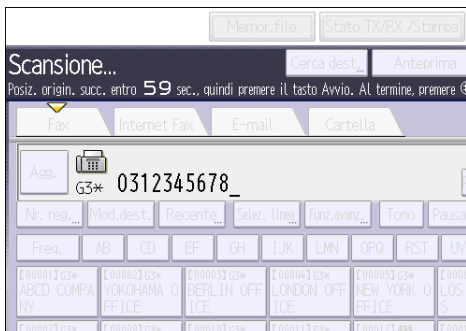 Memor.file Stato TX/RX /Stampa
Scansione...
Cerca dest. Anteprima
Posiz. origin. succ. entro 59 sec., quindi premere il tasto Avvio. Al termine, premere
Fax Internet Fax E-mail Cartella
Agg. G3* 0312345678_
Nr. reg. Mod.dest. Recente Selez. linea Funz.avanz. Tono Pausa
Freq. AB CD EF GH IJK LMN OPQ RST UV
[00001]G3* [00002]G3* [00003]G3* [00004]G3* [00005]G3* [000
ABCD COMPA YOKOHAMA O BERLIN OFF LONDON OFF NEW YORK O LOS
NY FFICE ICE ICE FFICE S